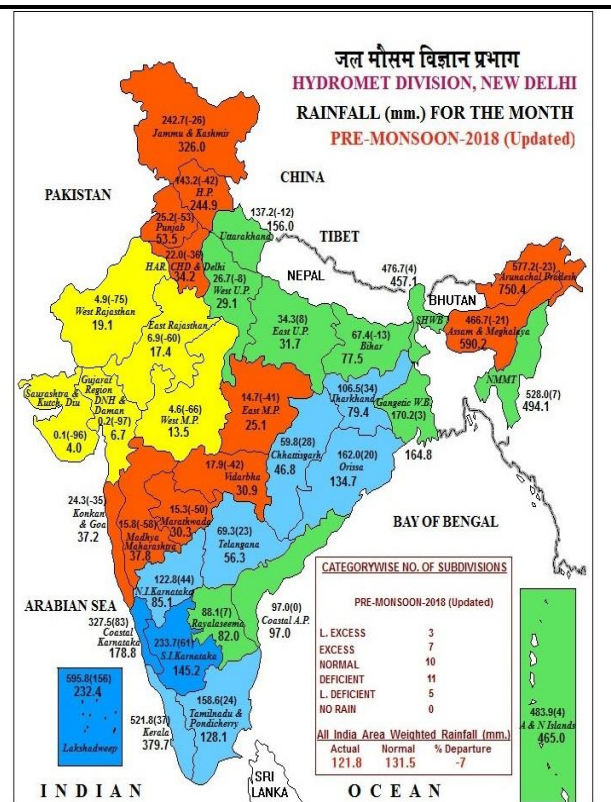 जल मौसम विज्ञान प्रभाग
HYDROMET DIVISION, NEW DELHI
RAINFALL (mm.) FOR THE MONTH
PRE-MONSOON-2018 (Updated)
242.7(-26)
Jammu & Kashmir
326.0
143.2(-42)
H.P.
244.9
CHINA
PAKISTAN
25.2(-53)
Punjab
53.5
137.2(-12)
156.0
Uttarakhand
TIBET
22.0(-36)
HAR. CHD & Delhi
34.2
26.7(-8)
West U.P.
29.1
NEPAL
476.7(4)
457.1
577.2(-23)
Arunachal Pradesh
750.4
BHUTAN
4.9(-75)
West Rajasthan
19.1
East Rajasthan
6.9(-60)
17.4
34.3(8)
East U.P.
31.7
67.4(-13)
Bihar
77.5
SHWB
466.7(-21)
Assam & Meghalaya
590.2
NMMT
528.0(7)
494.1
Saurashtra &
Kutch, Diu
0.1(-96)
4.0
Gujarat
Region
DNH &
Daman
0.2(-97)
6.7
4.6(-66)
West M.P.
13.5
14.7(-41)
East M.P.
25.1
106.5(34)
Jharkhand
79.4
Gangetic W.B.
170.2(3)
164.8
59.8(28)
Chhattisgarh
46.8
162.0(20)
Orissa
134.7
17.9(-42)
Vidarbha
30.9
24.3(-35)
Konkan
& Goa
37.2
15.8(-58)
Madhya
Maharashtra
37.8
15.3(-50)
Marathwada
30.3
69.3(23)
Telangana
56.3
BAY OF BENGAL
122.8(44)
N.I.Karnataka
85.1
ARABIAN SEA
327.5(83)
Coastal
Karnataka
178.8
88.1(7)
Rayalaseema
82.0
97.0(0)
Coastal A.P.
97.0
233.7(61)
S.I.Karnataka
145.2
595.8(156)
232.4
Lakshadweep
158.6(24)
Tamilnadu &
Pondicherry
128.1
521.8(37)
Kerala
379.7
CATEGORYWISE NO. OF SUBDIVISIONS
PRE-MONSOON-2018 (Updated)
L. EXCESS 3
EXCESS 7
NORMAL 10
DEFICIENT 11
L. DEFICIENT 5
NO RAIN 0
All India Area Weighted Rainfall (mm.)
Actual Normal % Departure
121.8 131.5 -7
483.9(4)
A & N Islands
465.0
SRI
LANKA
INDIAN OCEAN